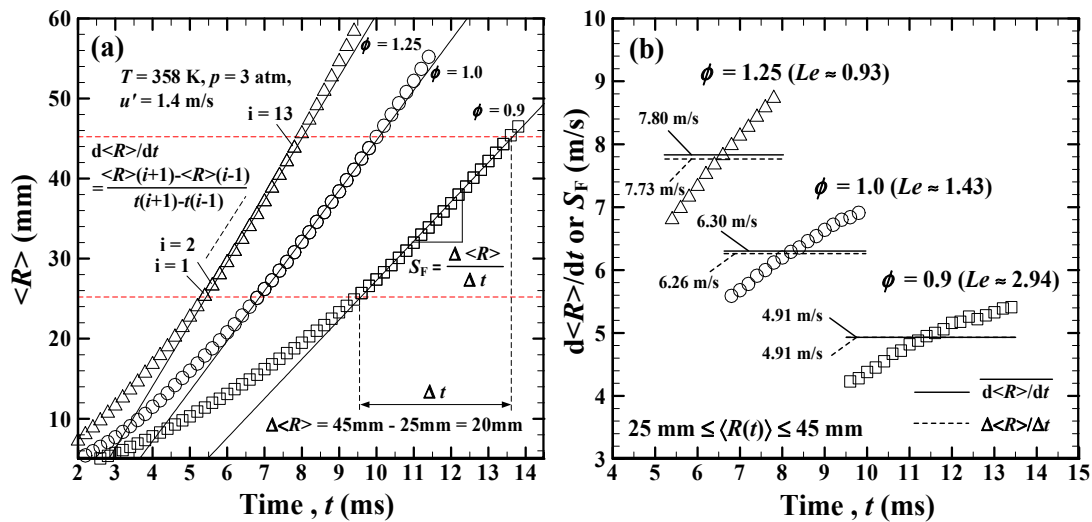 (a)
ϕ = 1.25
T = 358 K, p = 3 atm,
u' = 1.4 m/s
ϕ = 1.0
i = 13
ϕ = 0.9
d<R>/dt
= <R>(i+1)-<R>(i-1)
t(i+1)-t(i-1)
i = 2
i = 1
S_F = Δ<R>
Δt
Δ t
Δ<R> = 45mm - 25mm = 20mm
<R> (mm)
60
50
40
30
20
10
2 3 4 5 6 7 8 9 10 11 12 13 14
Time , t (ms)
(b)
ϕ = 1.25 (Le ≈ 0.93)
7.80 m/s
7.73 m/s
ϕ = 1.0 (Le ≈ 1.43)
6.30 m/s
6.26 m/s
ϕ = 0.9 (Le ≈ 2.94)
4.91 m/s
4.91 m/s
d<R>/dt
Δ<R>/Δt
25 mm ≤ ⟨R(t)⟩ ≤ 45 mm
d<R>/dt or S_F (m/s)
10
9
8
7
6
5
4
3
4 5 6 7 8 9 10 11 12 13 14 15
Time , t (ms)